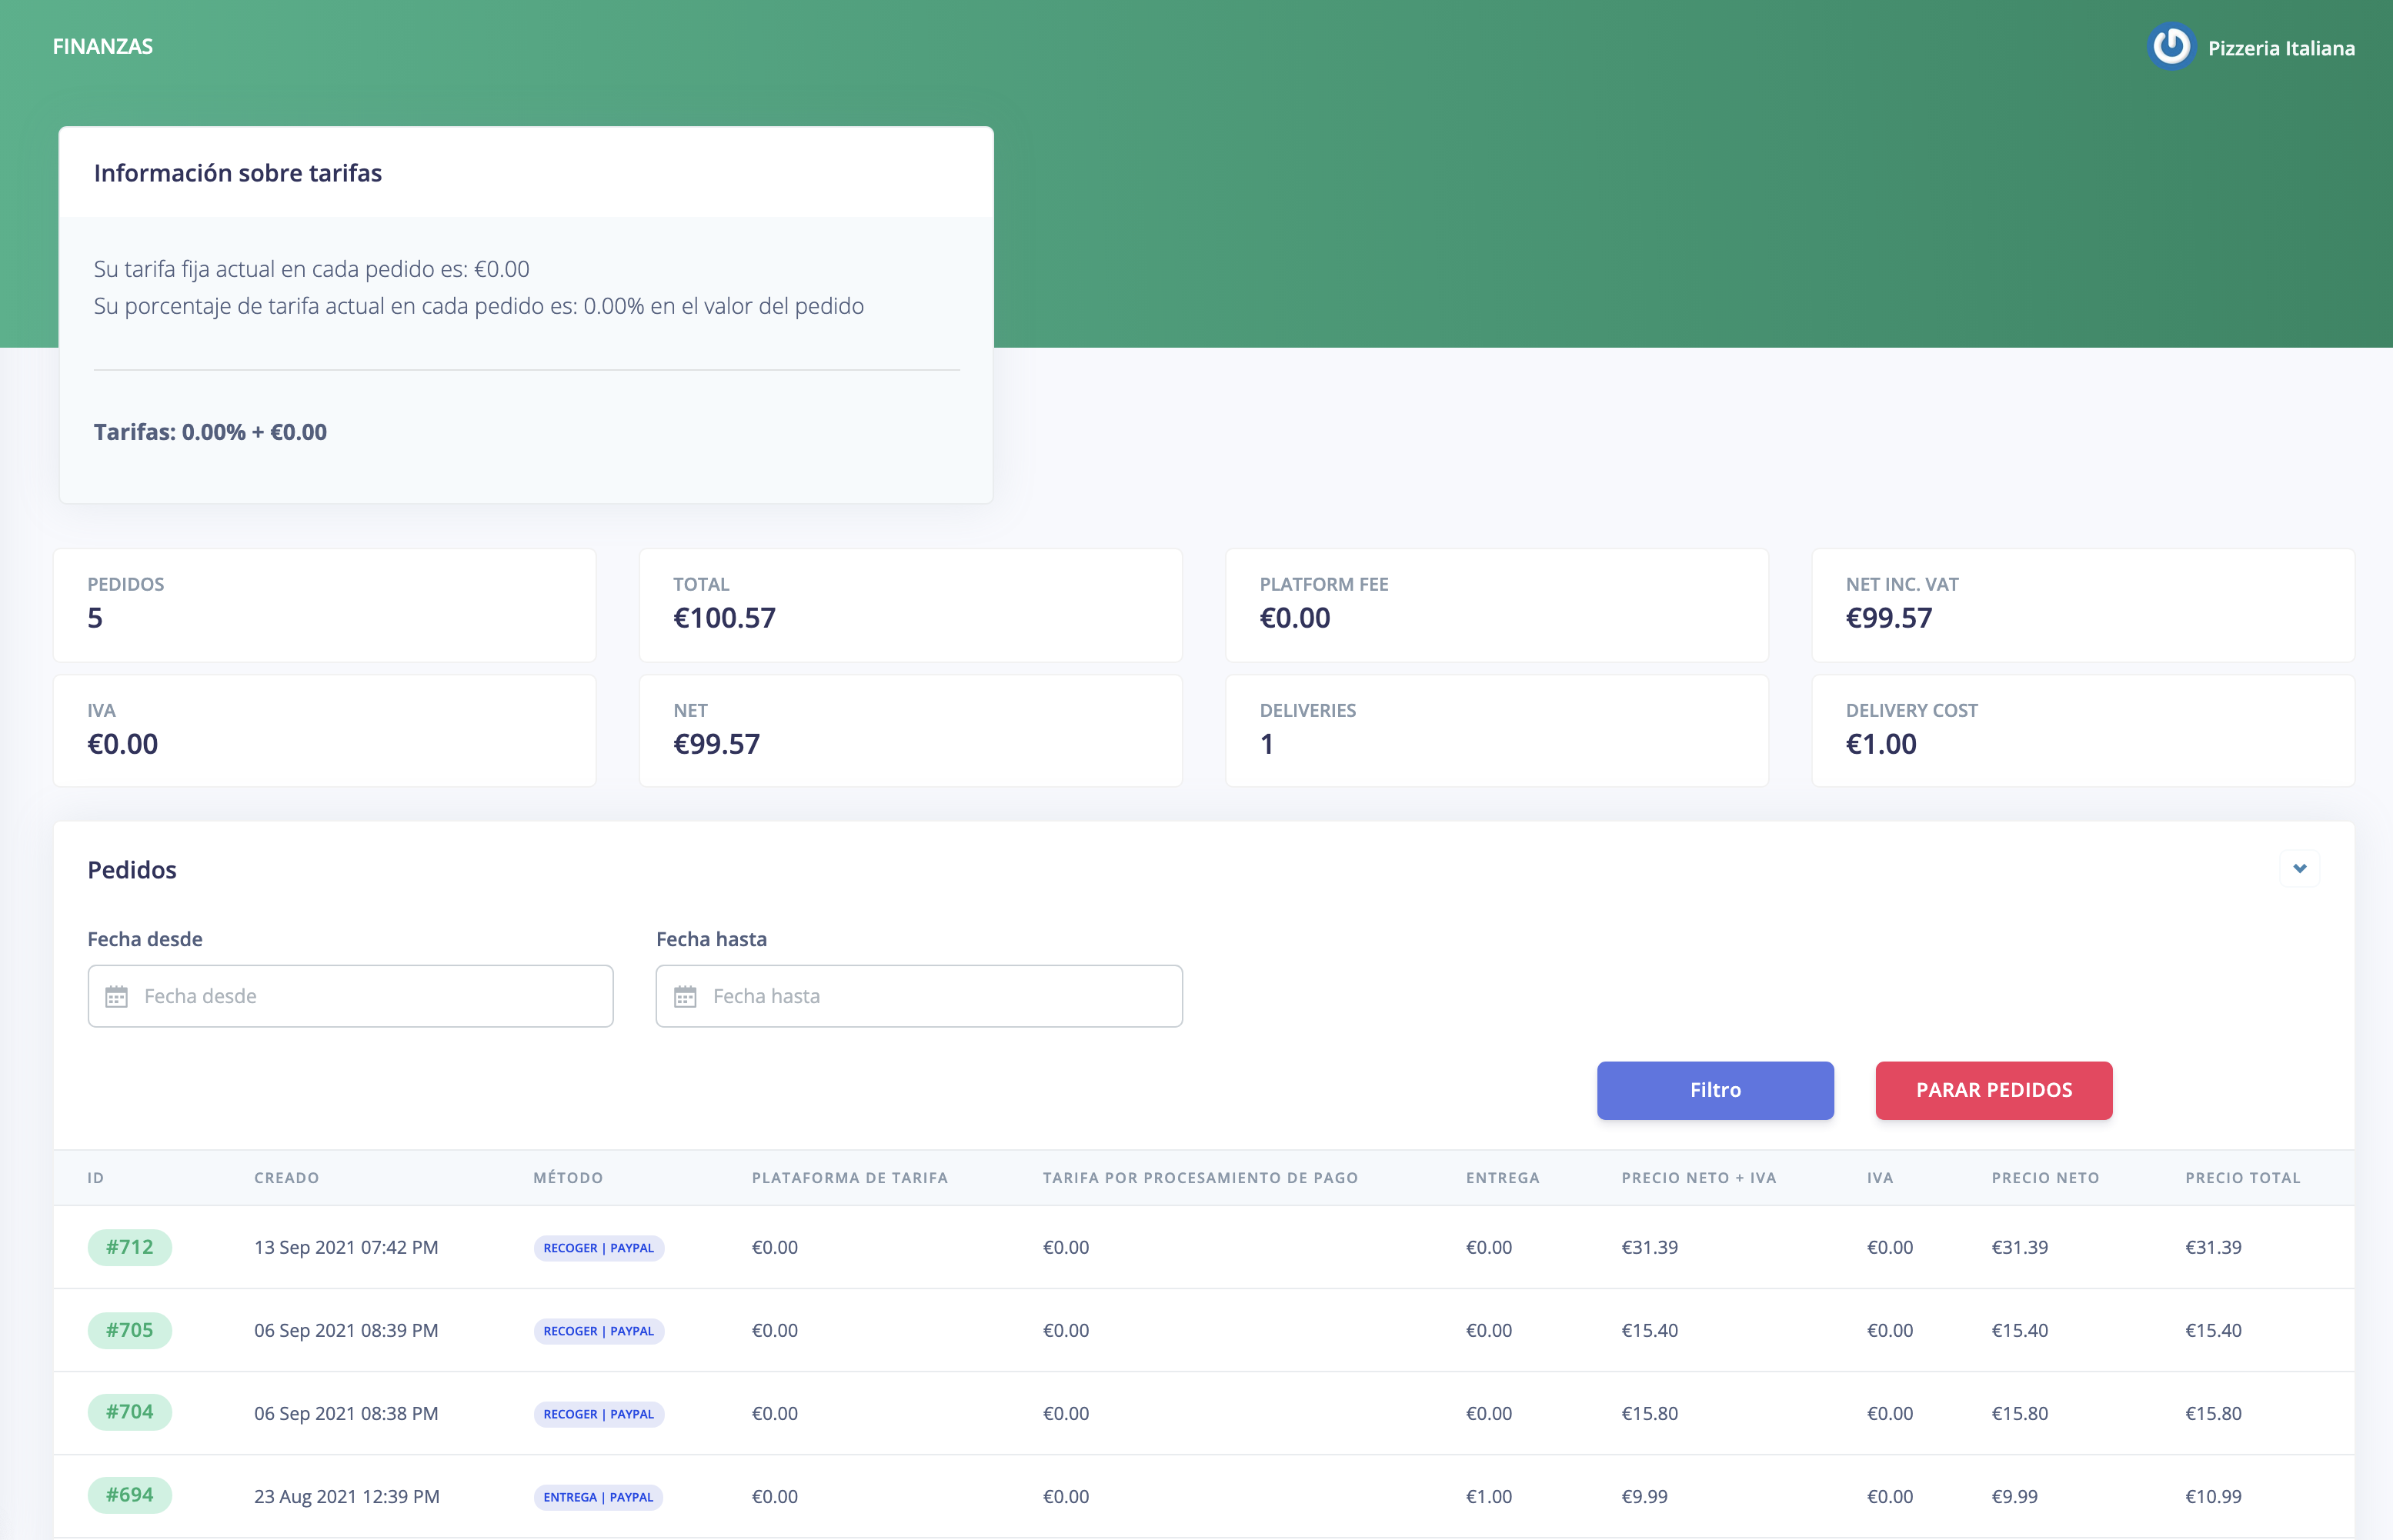 FINANZAS
Pizzeria Italiana
Información sobre tarifas
Su tarifa fija actual en cada pedido es: €0.00
Su porcentaje de tarifa actual en cada pedido es: 0.00% en el valor del pedido
Tarifas: 0.00% + €0.00
PEDIDOS TOTAL PLATFORM FEE NET INC. VAT
5 €100.57 €0.00 €99.57
IVA NET DELIVERIES DELIVERY COST
€0.00 €99.57 1 €1.00
Pedidos
Fecha desde Fecha hasta
Fecha desde Fecha hasta
Filtro PARAR PEDIDOS
ID CREADO MÉTODO PLATAFORMA DE TARIFA TARIFA POR PROCESAMIENTO DE PAGO ENTREGA PRECIO NETO + IVA IVA PRECIO NETO PRECIO TOTAL
#712 13 Sep 2021 07:42 PM RECOGER | PAYPAL €0.00 €0.00 €0.00 €31.39 €0.00 €31.39 €31.39
#705 06 Sep 2021 08:39 PM RECOGER | PAYPAL €0.00 €0.00 €0.00 €15.40 €0.00 €15.40 €15.40
#704 06 Sep 2021 08:38 PM RECOGER | PAYPAL €0.00 €0.00 €0.00 €15.80 €0.00 €15.80 €15.80
#694 23 Aug 2021 12:39 PM ENTREGA | PAYPAL €0.00 €0.00 €1.00 €9.99 €0.00 €9.99 €10.99